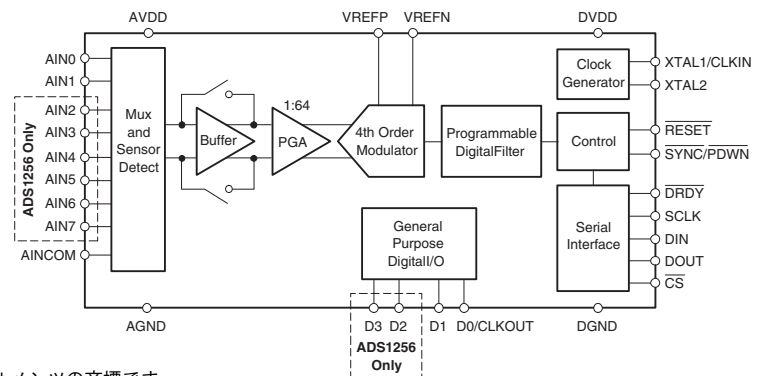 AVDD VREFP VREFN DVDD
AIN0
AIN1
AIN2
AIN3
AIN4
AIN5
AIN6
AIN7
AINCOM
ADS1256 Only
Mux
and
Sensor
Detect
Buffer
1:64
PGA
4th Order
Modulator
Programmable
DigitalFilter
Clock
Generator
Control
Serial
Interface
XTAL1/CLKIN
XTAL2
RESET
SYNC/PDWN
DRDY
SCLK
DIN
DOUT
CS
General
Purpose
DigitalI/O
AGND D3 D2 D1 D0/CLKOUT DGND
ADS1256
Only